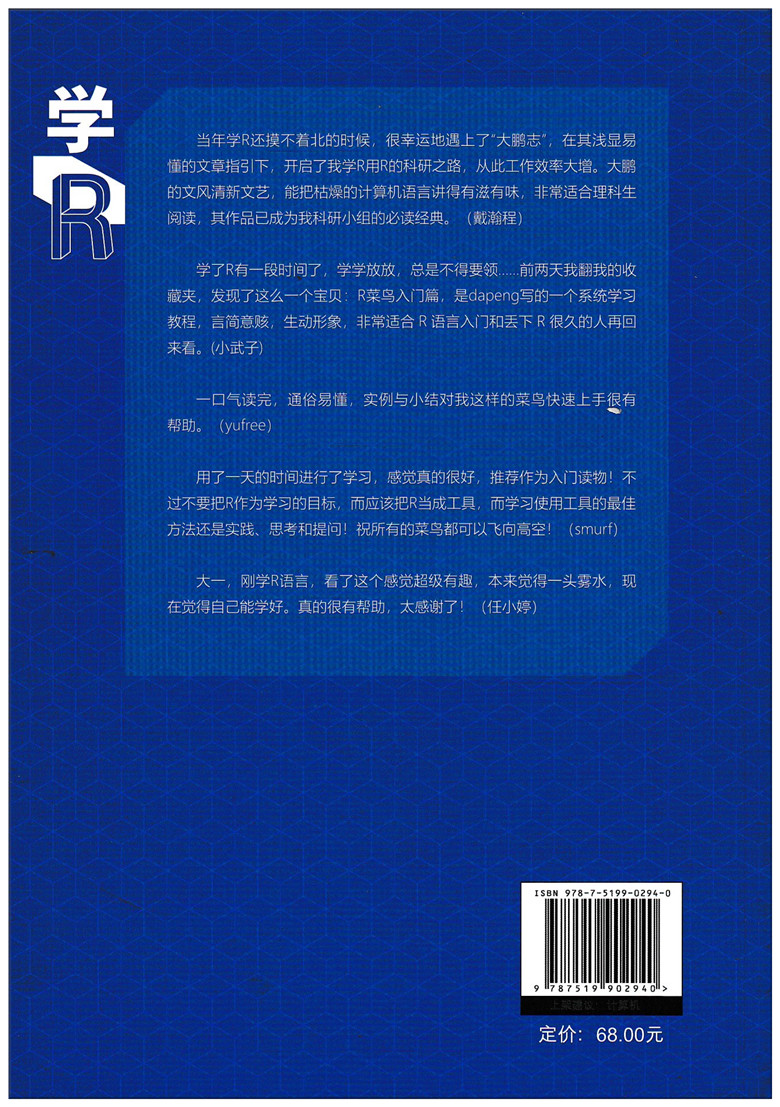 学
R
当年学R还摸不着北的时候，很幸运地遇上了“大鹏志”，在其浅显易
懂的文章指引下，开启了我学R用R的科研之路，从此工作效率大增。大鹏
的文风清新文艺，能把枯燥的计算机语言讲得有滋有味，非常适合理科生
阅读，其作品已成为我科研小组的必读经典。（戴瀚程）
学了R有一段时间了，学学放放，总是不得要领……前两天我翻我的收
藏夹，发现了这么一个宝贝：R菜鸟入门篇，是dapeng写的一个系统学习
教程，言简意赅，生动形象，非常适合 R 语言入门和丢下 R 很久的人再回
来看。(小武子)
一口气读完，通俗易懂，实例与小结对我这样的菜鸟快速上手很有
帮助。（yufree）
用了一天的时间进行了学习，感觉真的很好，推荐作为入门读物！不
过不要把R作为学习的目标，而应该把R当成工具，而学习使用工具的最佳
方法还是实践、思考和提问！祝所有的菜鸟都可以飞向高空！（smurf）
大一，刚学R语言，看了这个感觉超级有趣，本来觉得一头雾水，现
在觉得自己能学好。真的很有帮助，太感谢了！（任小婷）
ISBN 978-7-5199-0294-0
9 787519 902940 >
上架建议：计算机
定价：68.00元